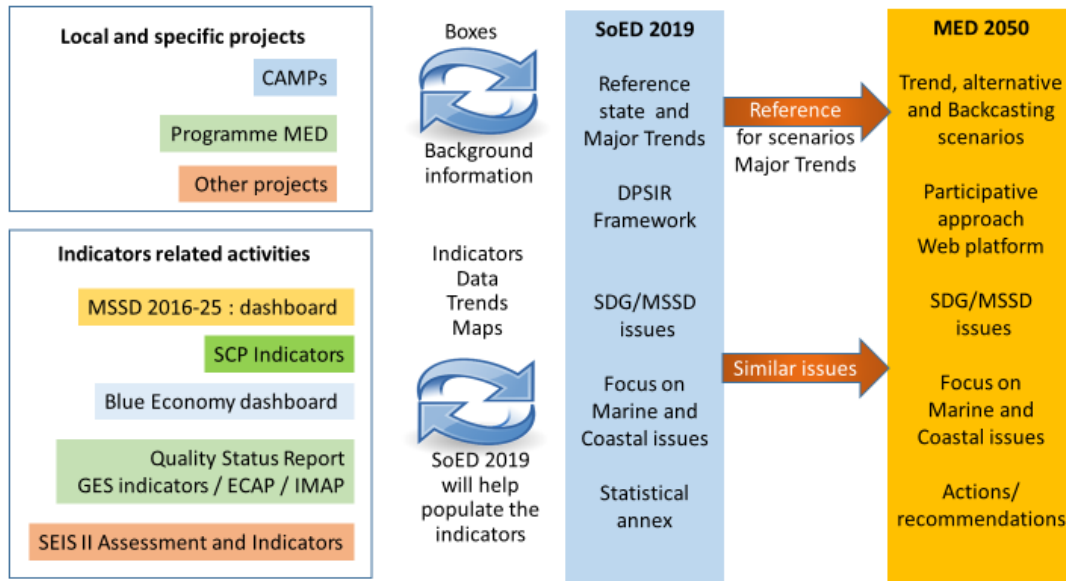 Local and specific projects
CAMPs
Programme MED
Other projects
Indicators related activities
MSSD 2016-25 : dashboard
SCP Indicators
Blue Economy dashboard
Quality Status Report
GES indicators / ECAP / IMAP
SEIS II Assessment and Indicators
Boxes
Background
information
Indicators
Data
Trends
Maps
SoED 2019
will help
populate the
indicators
SoED 2019
Reference
state and
Major Trends
DPSIR
Framework
SDG/MSSD
issues
Focus on
Marine and
Coastal issues
Statistical
annex
Reference
for scenarios
Major Trends
Similar issues
MED 2050
Trend, alternative
and Backcasting
scenarios
Participative
approach
Web platform
SDG/MSSD
issues
Focus on
Marine and
Coastal issues
Actions/
recommendations